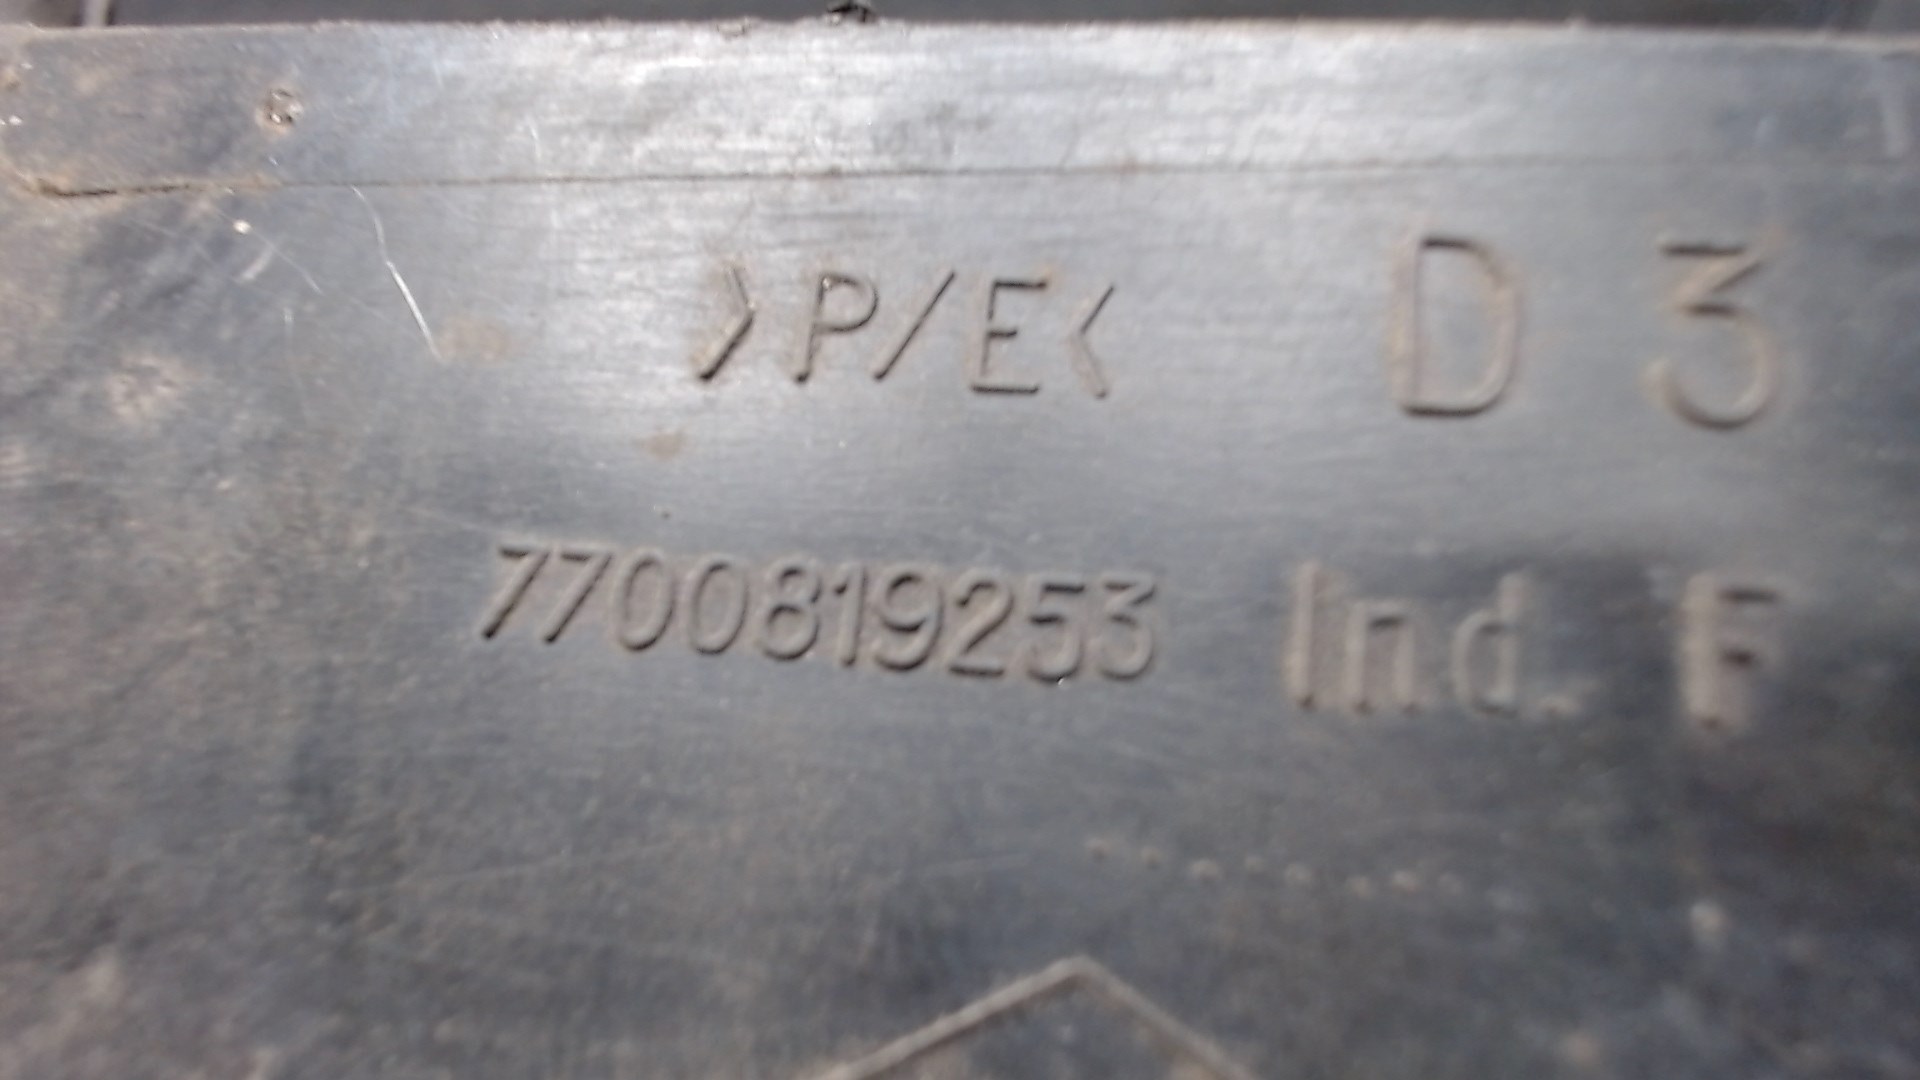 >P/E< D 3
7700819253 Ind. F